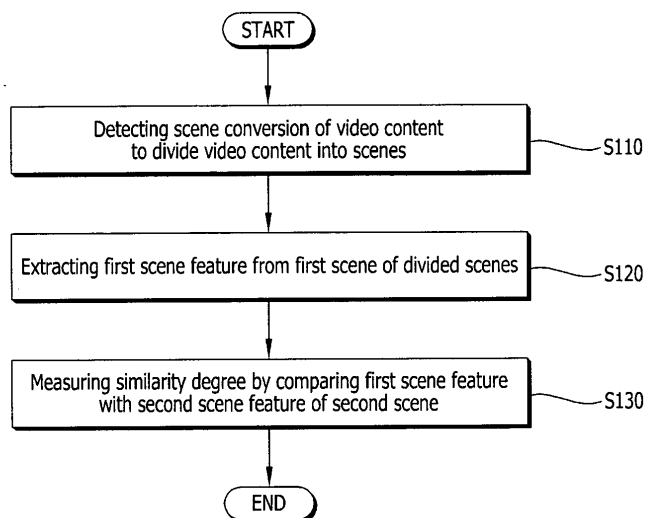 START
Detecting scene conversion of video content
to divide video content into scenes
S110
Extracting first scene feature from first scene of divided scenes
S120
Measuring similarity degree by comparing first scene feature
with second scene feature of second scene
S130
END